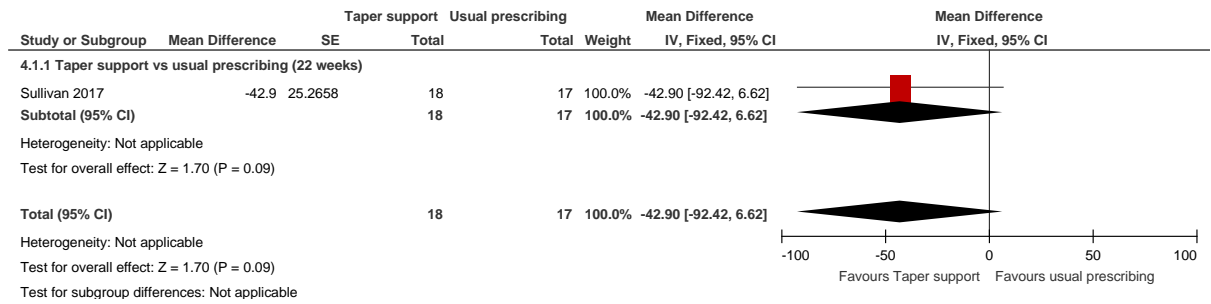 Taper support Usual prescribing Mean Difference Mean Difference
Study or Subgroup Mean Difference SE Total Total Weight IV, Fixed, 95% CI IV, Fixed, 95% CI
4.1.1 Taper support vs usual prescribing (22 weeks)
Sullivan 2017 -42.9 25.2658 18 17 100.0% -42.90 [-92.42, 6.62]
Subtotal (95% CI) 18 17 100.0% -42.90 [-92.42, 6.62]
Heterogeneity: Not applicable
Test for overall effect: Z = 1.70 (P = 0.09)
Total (95% CI) 18 17 100.0% -42.90 [-92.42, 6.62]
Heterogeneity: Not applicable
Test for overall effect: Z = 1.70 (P = 0.09)
Test for subgroup differences: Not applicable
-100 -50 0 50 100
Favours Taper support Favours usual prescribing